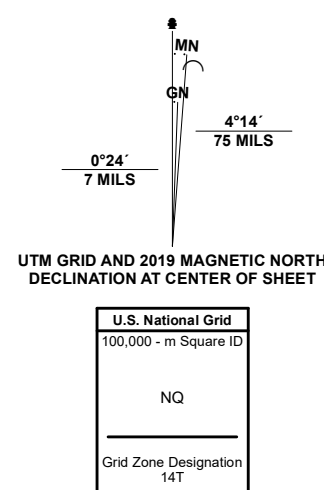 MN
GN
4°14´
75 MILS
0°24´
7 MILS
UTM GRID AND 2019 MAGNETIC NORTH
DECLINATION AT CENTER OF SHEET
U.S. National Grid
100,000 - m Square ID
NQ
Grid Zone Designation
14T